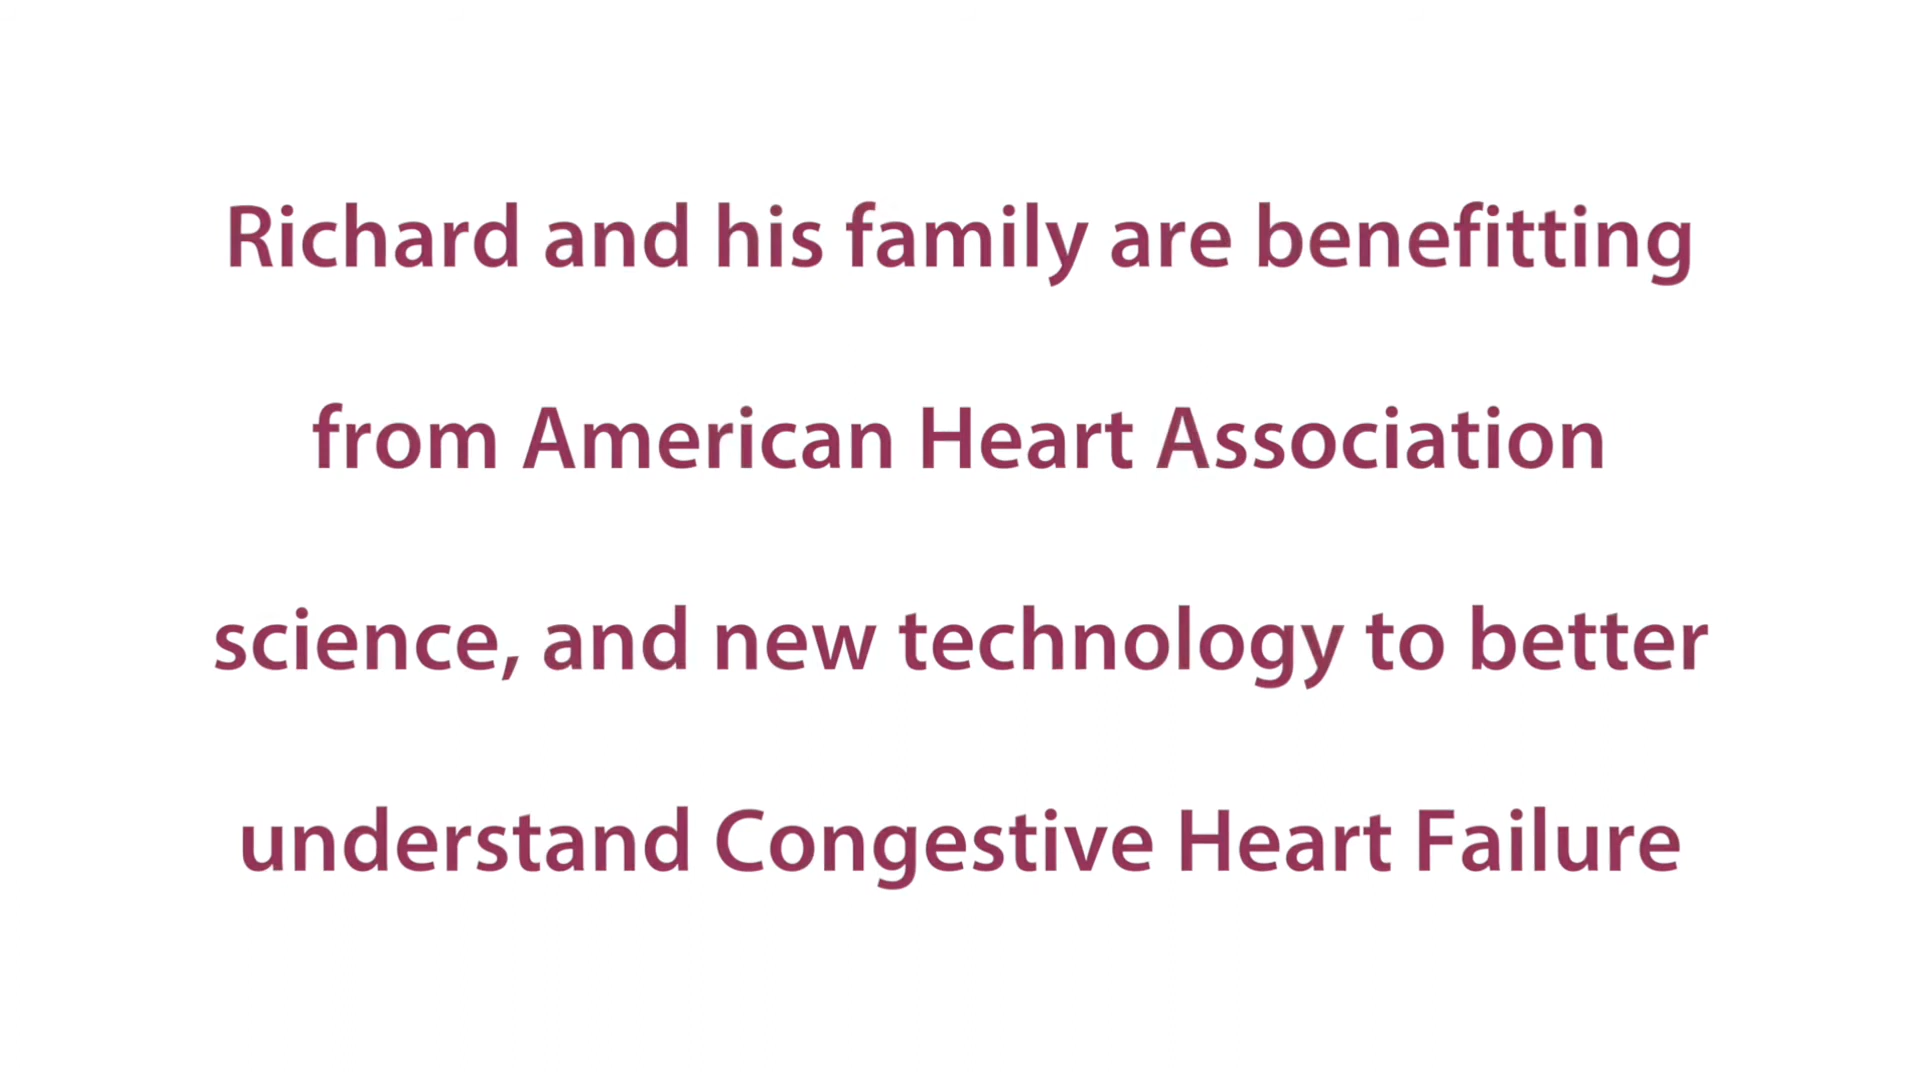 Richard and his family are benefitting
from American Heart Association
science, and new technology to better
understand Congestive Heart Failure